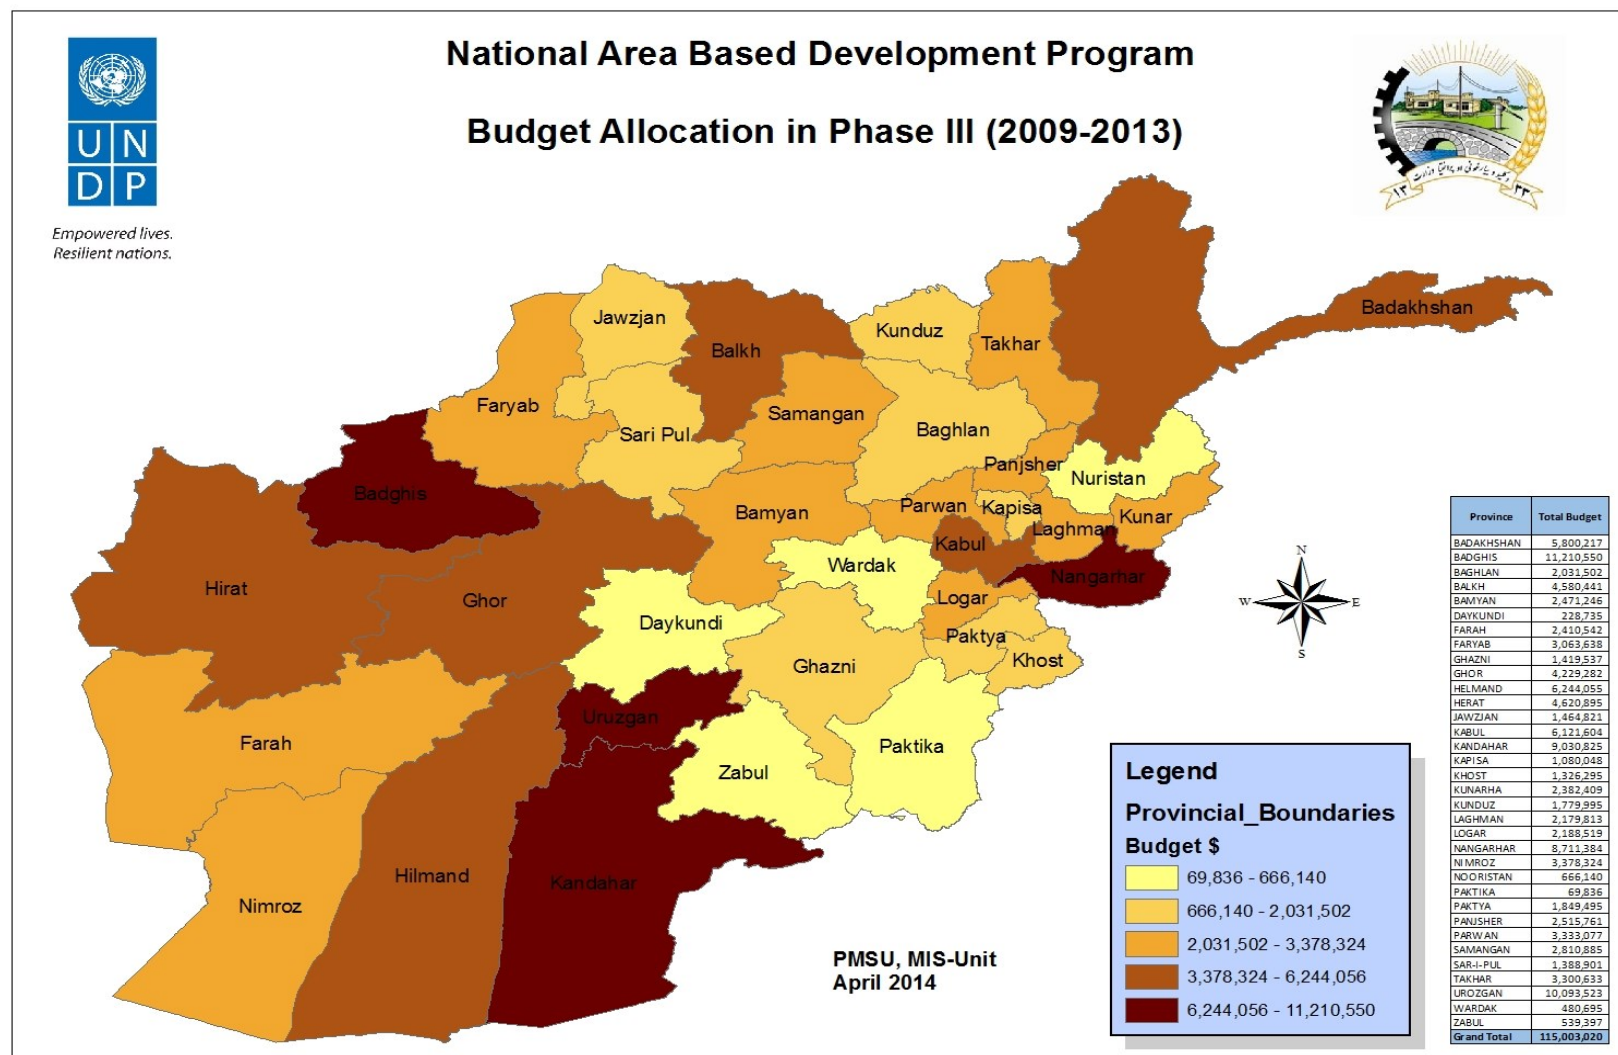 National Area Based Development Program
Budget Allocation in Phase III (2009-2013)
U N
D P
Empowered lives.
Resilient nations.
Badakhshan
Jawzjan
Kunduz
Takhar
Balkh
Faryab
Samangan
Sari Pul
Baghlan
Panjsher
Nuristan
Badghis
Bamyan
Parwan
Kapisa
Laghman
Kunar
Kabul
Wardak
Nangarhar
Hirat
Ghor
Logar
Daykundi
Paktya
Ghazni
Khost
Uruzgan
Farah
Zabul
Paktika
Hilmand
Kandahar
Nimroz
N
W E
S
PMSU, MIS-Unit
April 2014
Legend
Provincial_Boundaries
Budget $
69,836 - 666,140
666,140 - 2,031,502
2,031,502 - 3,378,324
3,378,324 - 6,244,056
6,244,056 - 11,210,550
Province Total Budget
BADAKHSHAN 5,800,217
BADGHIS 11,210,550
BAGHLAN 2,031,502
BALKH 4,580,441
BAMYAN 2,471,246
DAYKUNDI 228,735
FARAH 2,410,542
FARYAB 3,063,638
GHAZNI 1,419,537
GHOR 4,229,282
HELMAND 6,244,055
HERAT 4,620,895
JAWZJAN 1,464,821
KABUL 6,121,604
KANDAHAR 9,030,825
KAPISA 1,080,048
KHOST 1,326,295
KUNARHA 2,382,409
KUNDUZ 1,779,995
LAGHMAN 2,179,813
LOGAR 2,188,519
NANGARHAR 8,711,384
NIMROZ 3,378,324
NOORISTAN 666,140
PAKTIKA 69,836
PAKTYA 1,849,495
PANJSHER 2,515,761
PARWAN 3,333,077
SAMANGAN 2,810,885
SAR-I-PUL 1,388,901
TAKHAR 3,300,633
UROZGAN 10,093,523
WARDAK 480,695
ZABUL 539,397
Grand Total 115,003,020